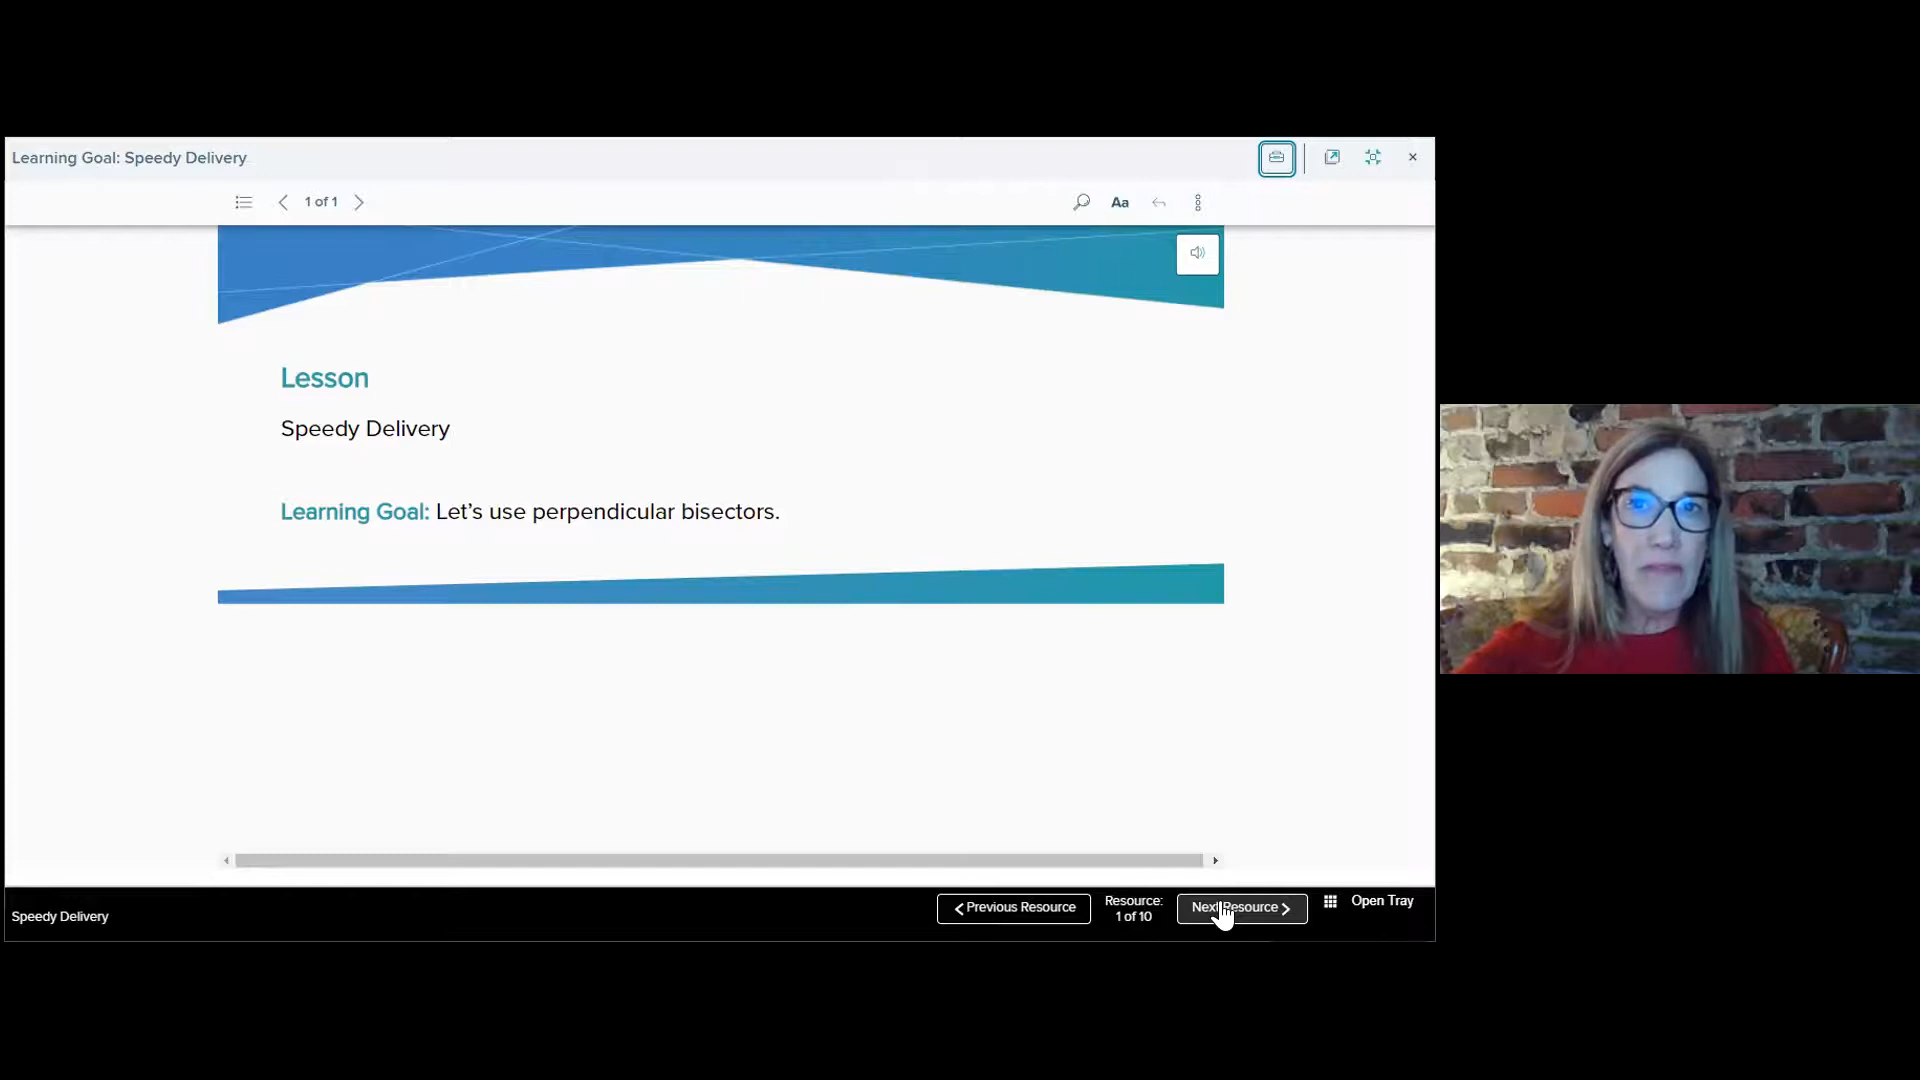 Learning Goal: Speedy Delivery
1 of 1
Aa
Lesson
Speedy Delivery
Learning Goal: Let’s use perpendicular bisectors.
Speedy Delivery
Previous Resource
Resource:
1 of 10
Next Resource
Open Tray